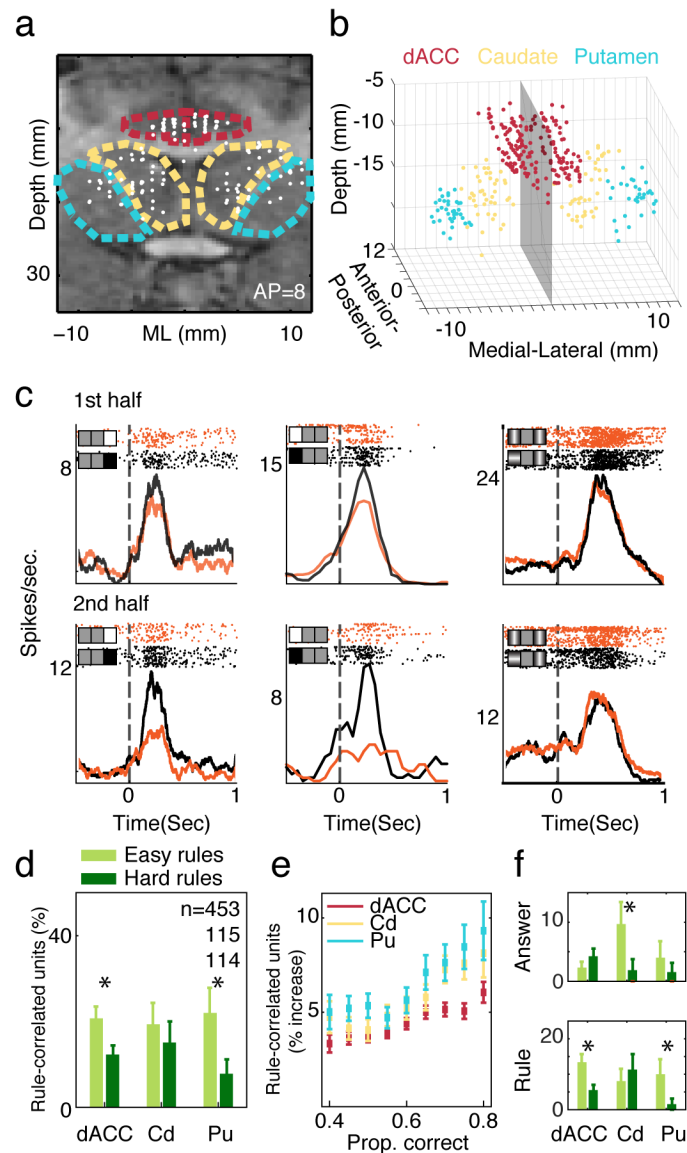 a
Depth (mm)
30
AP=8
−10
ML (mm)
10
b
dACC Caudate Putamen
-5
-10
-15
12
0
Depth (mm)
Anterior-
Posterior
-10
10
Medial-Lateral (mm)
c
1st half
8
15
24
Spikes/sec.
2nd half
12
8
12
0 1
0 1
0 1
Time(Sec)
Time(Sec)
Time(Sec)
d
Easy rules
Hard rules
n=453
115
114
40
0
* *
Rule-correlated units (%)
dACC Cd Pu
e
dACC
Cd
Pu
10
5
Rule-correlated units
(% increase)
0.4 0.5 0.6 0.7 0.8
Prop. correct
f
Answer
10
0
*
Rule
20
0
* *
dACC Cd Pu